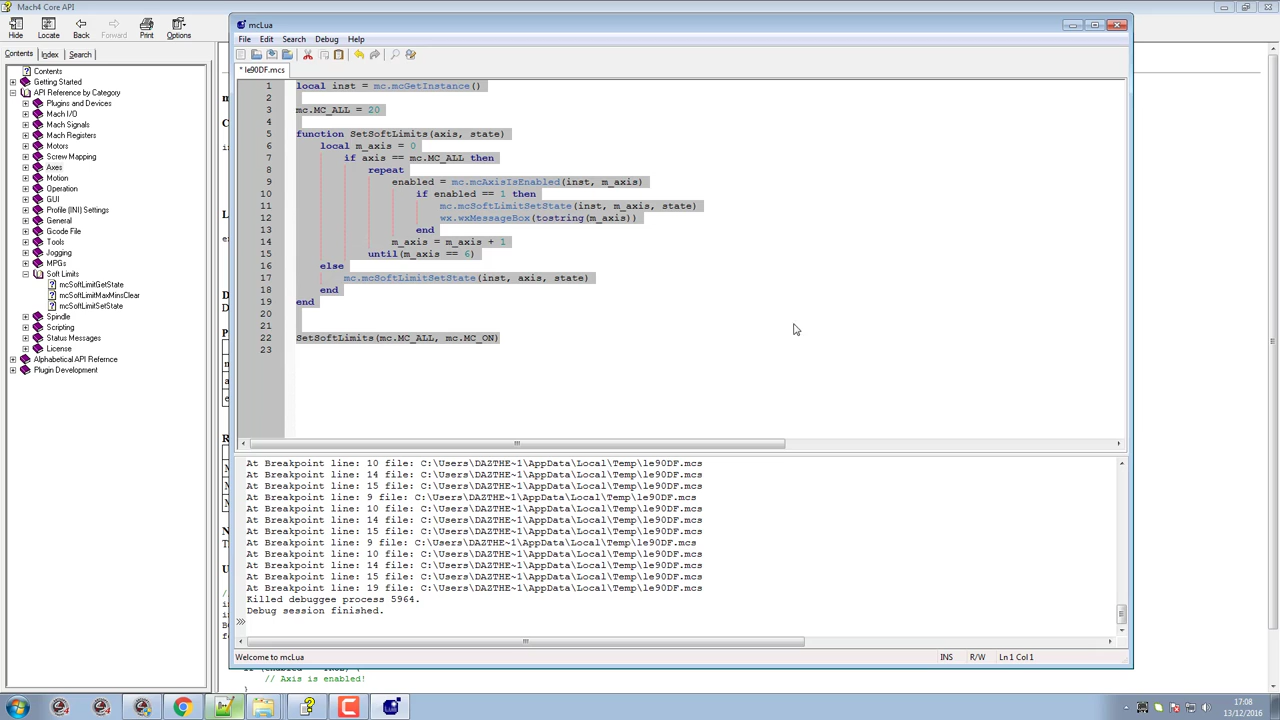 Mach4 Core API
Hide
Locate
Back
Forward
Print
Options
Contents
Index
Search
Contents
Getting Started
API Reference by Category
Plugins and Devices
Mach I/O
Mach Signals
Mach Registers
Motors
Screw Mapping
Axes
Motion
Operation
GUI
Profile (INI) Settings
General
Gcode File
Tools
Jogging
MPGs
Soft Limits
mcSoftLimitGetState
mcSoftLimitMaxMinsClear
mcSoftLimitSetState
Spindle
Scripting
Status Messages
License
Alphabetical API Refernce
Plugin Development
mcLua
File Edit Search Debug Help
* le90DF.mcs
1 local inst = mc.mcGetInstance()
2
3 mc.MC_ALL = 20
4
5 function SetSoftLimits(axis, state)
6 local m_axis = 0
7 if axis == mc.MC_ALL then
8 repeat
9 enabled = mc.mcAxisIsEnabled(inst, m_axis)
10 if enabled == 1 then
11 mc.mcSoftLimitSetState(inst, m_axis, state)
12 wx.wxMessageBox(tostring(m_axis))
13 end
14 m_axis = m_axis + 1
15 until(m_axis == 6)
16 else
17 mc.mcSoftLimitSetState(inst, axis, state)
18 end
19 end
20
21
22 SetSoftLimits(mc.MC_ALL, mc.MC_ON)
23
At Breakpoint line: 10 file: C:\Users\DAZTHE~1\AppData\Local\Temp\le90DF.mcs
At Breakpoint line: 14 file: C:\Users\DAZTHE~1\AppData\Local\Temp\le90DF.mcs
At Breakpoint line: 15 file: C:\Users\DAZTHE~1\AppData\Local\Temp\le90DF.mcs
At Breakpoint line: 9 file: C:\Users\DAZTHE~1\AppData\Local\Temp\le90DF.mcs
At Breakpoint line: 10 file: C:\Users\DAZTHE~1\AppData\Local\Temp\le90DF.mcs
At Breakpoint line: 14 file: C:\Users\DAZTHE~1\AppData\Local\Temp\le90DF.mcs
At Breakpoint line: 15 file: C:\Users\DAZTHE~1\AppData\Local\Temp\le90DF.mcs
At Breakpoint line: 9 file: C:\Users\DAZTHE~1\AppData\Local\Temp\le90DF.mcs
At Breakpoint line: 10 file: C:\Users\DAZTHE~1\AppData\Local\Temp\le90DF.mcs
At Breakpoint line: 14 file: C:\Users\DAZTHE~1\AppData\Local\Temp\le90DF.mcs
At Breakpoint line: 15 file: C:\Users\DAZTHE~1\AppData\Local\Temp\le90DF.mcs
At Breakpoint line: 19 file: C:\Users\DAZTHE~1\AppData\Local\Temp\le90DF.mcs
Killed debuggee process 5964.
Debug session finished.
Welcome to mcLua
INS
R/W
Ln 1 Col 1
// Axis is enabled!
}
17:08
13/12/2016